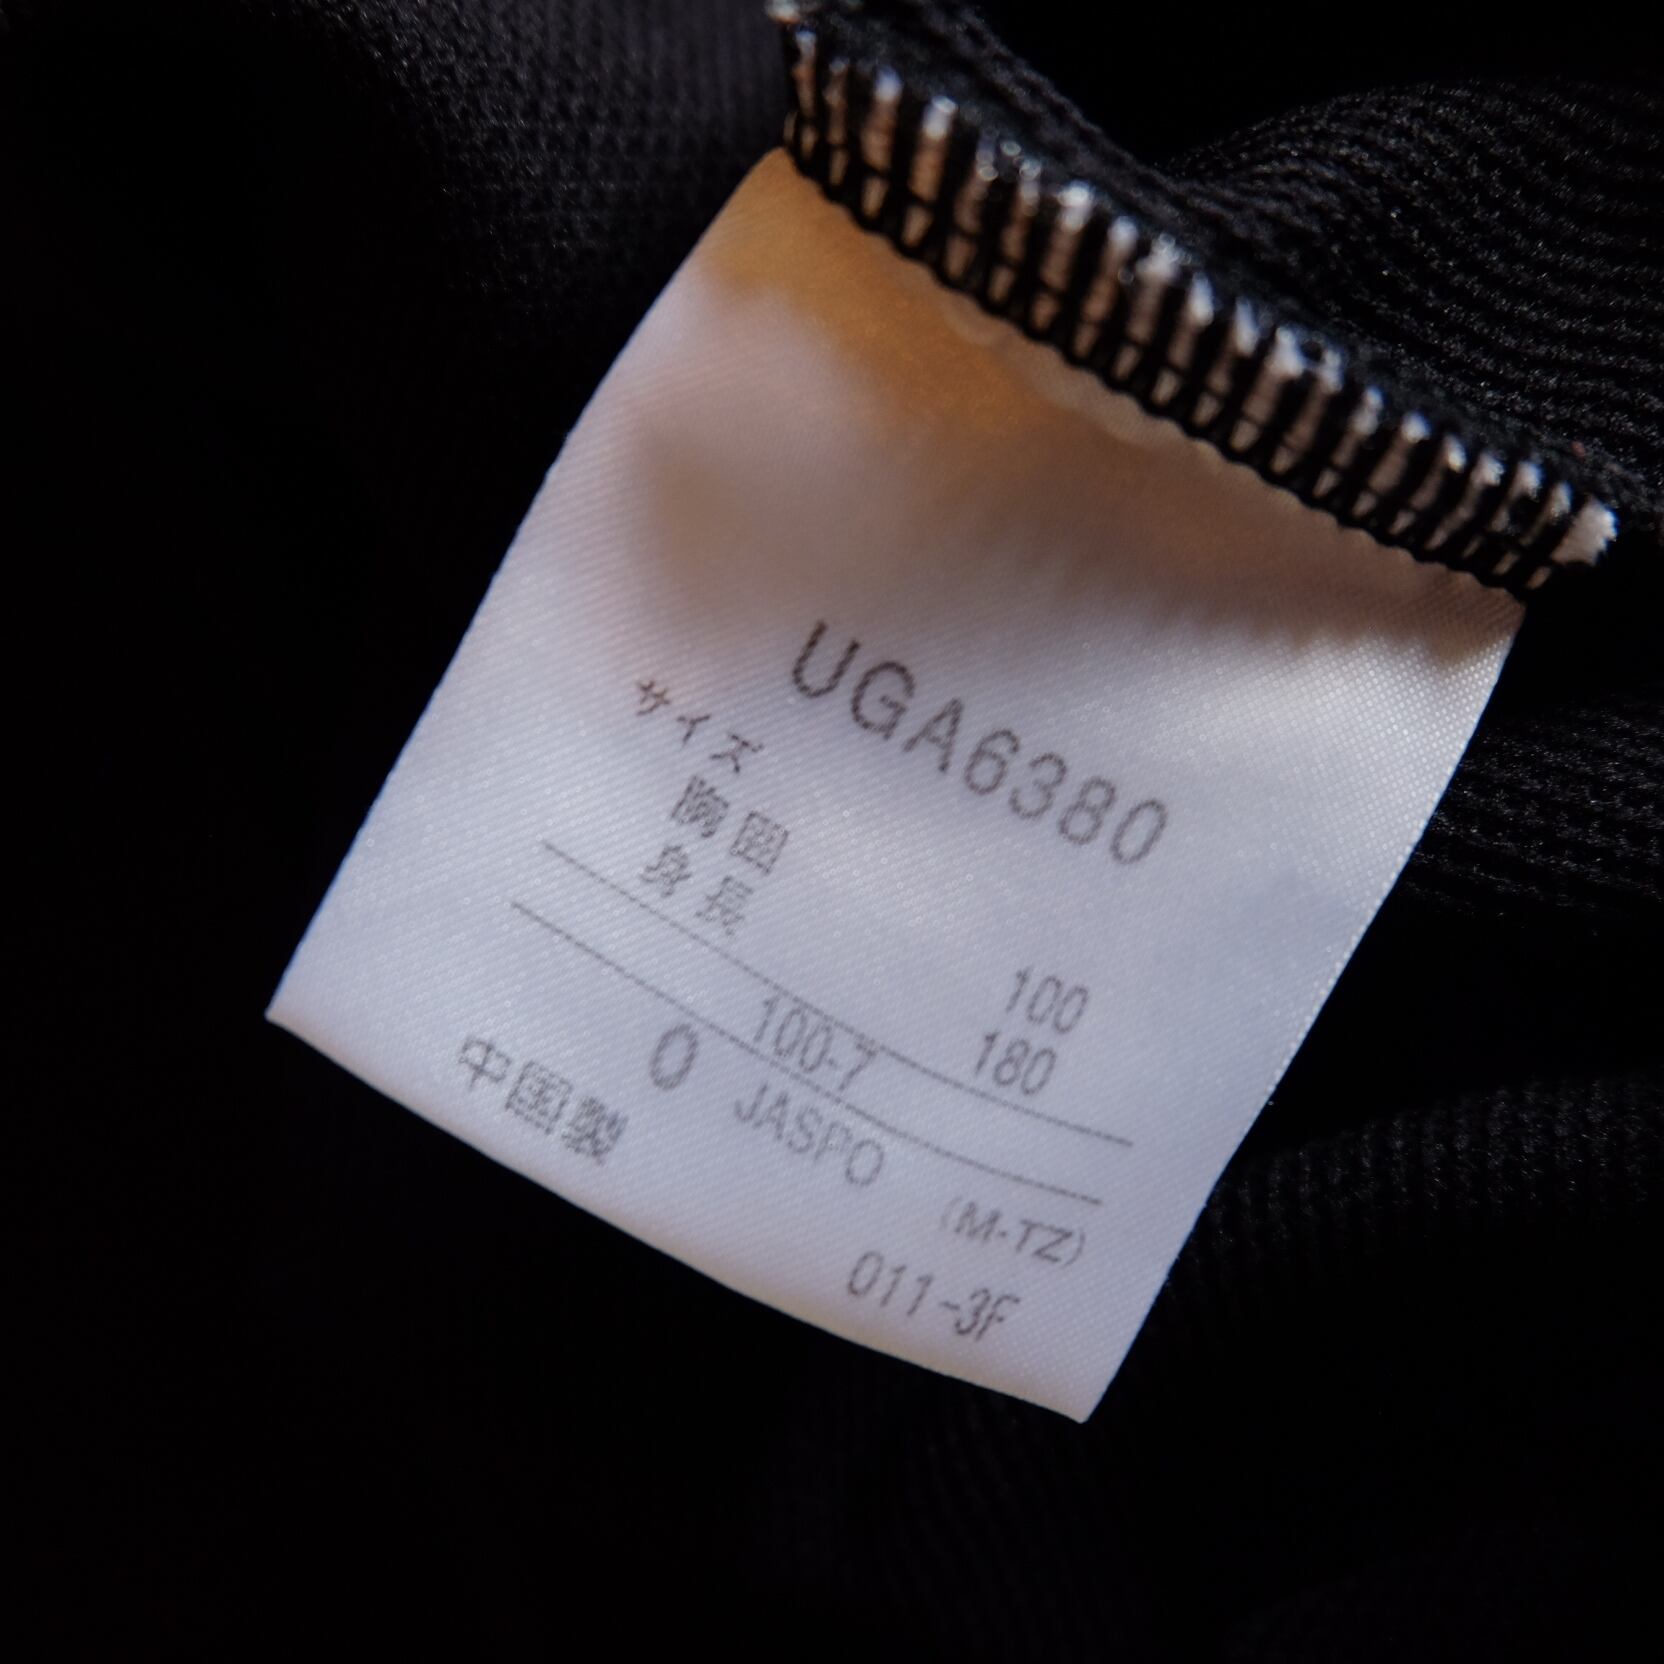 UGA6380
サイズ
胸囲 100
身長 180
100-7
O JASPO (M-TZ)
中国製 011-3F